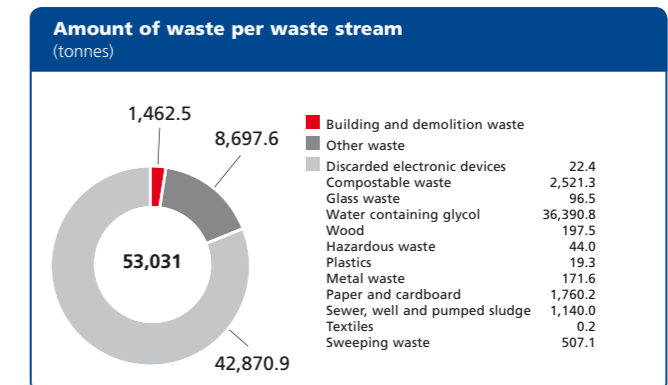 Amount of waste per waste stream
(tonnes)
1,462.5
8,697.6
53,031
42,870.9
Building and demolition waste
Other waste
Discarded electronic devices 22.4
Compostable waste 2,521.3
Glass waste 96.5
Water containing glycol 36,390.8
Wood 197.5
Hazardous waste 44.0
Plastics 19.3
Metal waste 171.6
Paper and cardboard 1,760.2
Sewer, well and pumped sludge 1,140.0
Textiles 0.2
Sweeping waste 507.1